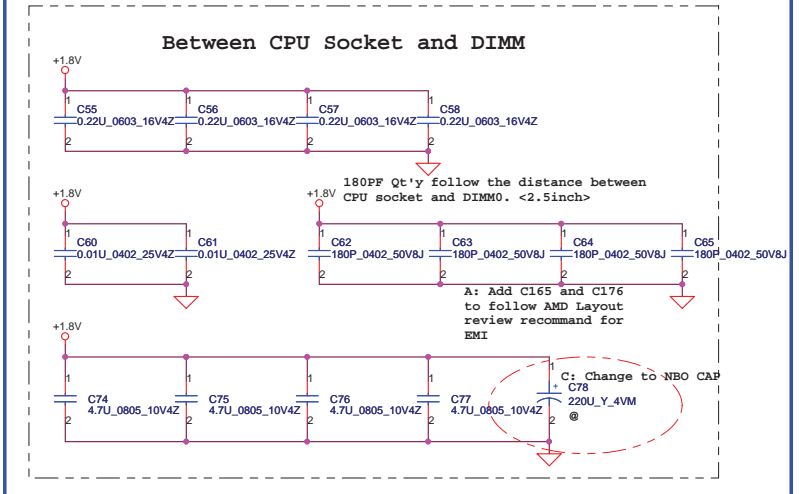 Between CPU Socket and DIMM
+1.8V
1 1 1 1
C55 C56 C57 C58
0.22U_0603_16V4Z 0.22U_0603_16V4Z 0.22U_0603_16V4Z 0.22U_0603_16V4Z
2 2 2 2
180PF Qt'y follow the distance between
CPU socket and DIMM0. <2.5inch>
+1.8V +1.8V
1 1 1 1 1 1
C60 C61 C62 C63 C64 C65
0.01U_0402_25V4Z 0.01U_0402_25V4Z 180P_0402_50V8J 180P_0402_50V8J 180P_0402_50V8J 180P_0402_50V8J
2 2 2 2 2 2
A: Add C165 and C176
to follow AMD Layout
review recommand for
EMI
+1.8V
1 1 1 1 1
C: Change to NBO CAP
C74 C75 C76 C77 + C78
4.7U_0805_10V4Z 4.7U_0805_10V4Z 4.7U_0805_10V4Z 4.7U_0805_10V4Z 220U_Y_4VM
2 2 2 2 2
@